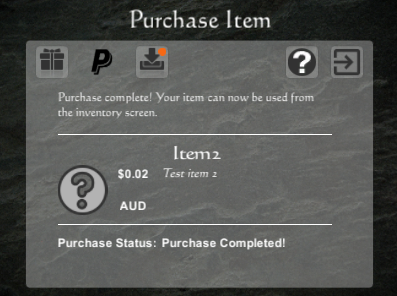 Purchase Item
Purchase complete! Your item can now be used from
the inventory screen.
Item2
$0.02 Test item 2
AUD
Purchase Status: Purchase Completed!